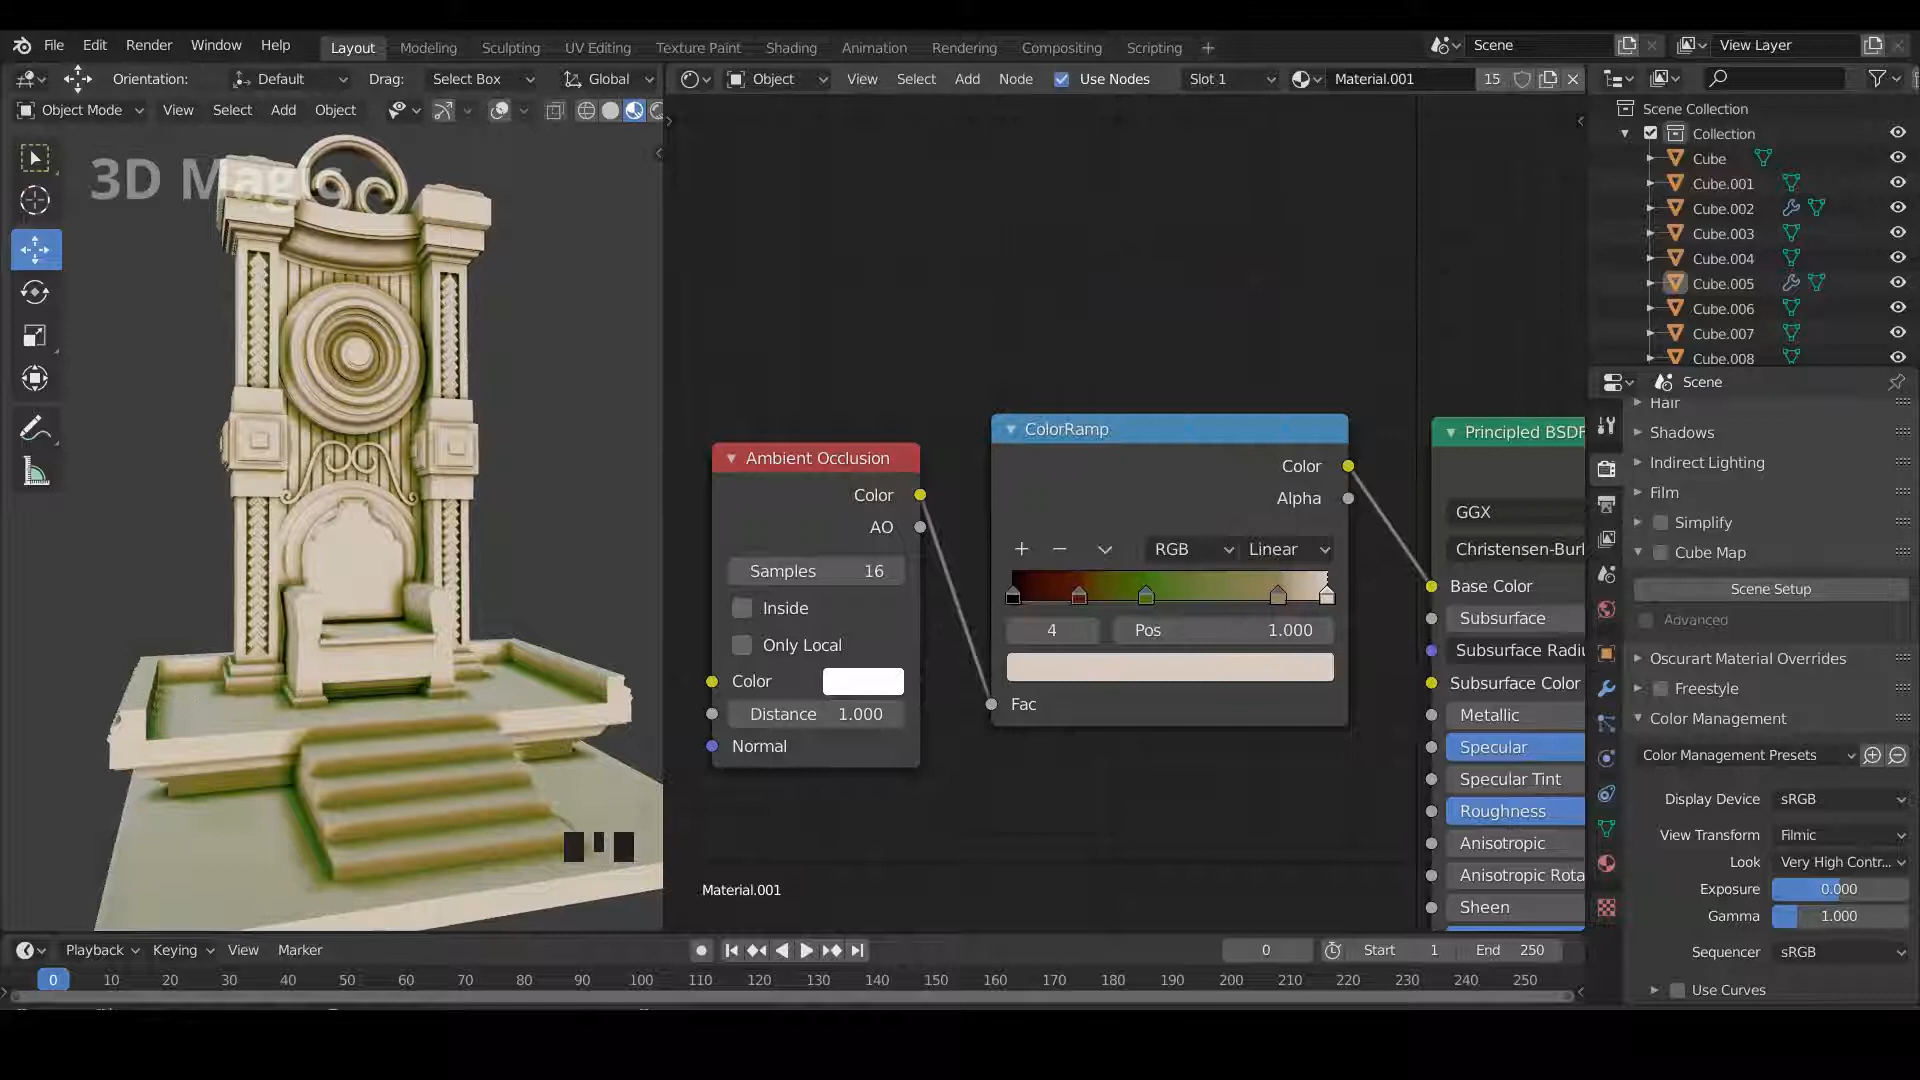 File Edit Render Window Help Layout Modeling Sculpting UV Editing Texture Paint Shading Animation Rendering Compositing Scripting + Scene View Layer
Orientation: Default Drag: Select Box Global Object View Select Add Node Use Nodes Slot 1 Material.001 15
Object Mode View Select Add Object
3D Magic
Scene Collection
Collection
Cube
Cube.001
Cube.002
Cube.003
Cube.004
Cube.005
Cube.006
Cube.007
Cube.008
Ambient Occlusion
Color
AO
Samples 16
Inside
Only Local
Color
Distance 1.000
Normal
ColorRamp
Color
Alpha
RGB Linear
4 Pos 1.000
Fac
Principled BSDF
GGX
Christensen-Burl
Base Color
Subsurface
Subsurface Radiu
Subsurface Color
Metallic
Specular
Specular Tint
Roughness
Anisotropic
Anisotropic Rota
Sheen
Material.001
Scene
Hair
Shadows
Indirect Lighting
Film
Simplify
Cube Map
Scene Setup
Advanced
Oscurart Material Overrides
Freestyle
Color Management
Color Management Presets
Display Device sRGB
View Transform Filmic
Look Very High Contr...
Exposure 0.000
Gamma 1.000
Sequencer sRGB
Use Curves
Playback Keying View Marker 0 Start 1 End 250
0 10 20 30 40 50 60 70 80 90 100 110 120 130 140 150 160 170 180 190 200 210 220 230 240 250